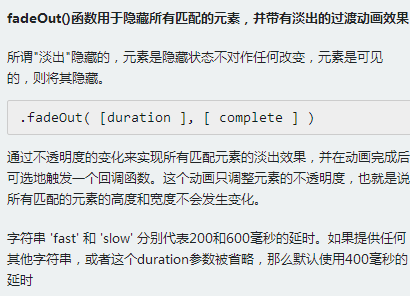 fadeOut()函数用于隐藏所有匹配的元素，并带有淡出的过渡动画效果
所谓"淡出"隐藏的，元素是隐藏状态不对作任何改变，元素是可见
的，则将其隐藏。
.fadeOut( [duration ], [ complete ] )
通过不透明度的变化来实现所有匹配元素的淡出效果，并在动画完成后
可选地触发一个回调函数。这个动画只调整元素的不透明度，也就是说
所有匹配的元素的高度和宽度不会发生变化。
字符串 'fast' 和 'slow' 分别代表200和600毫秒的延时。如果提供任何
其他字符串，或者这个duration参数被省略，那么默认使用400毫秒的
延时